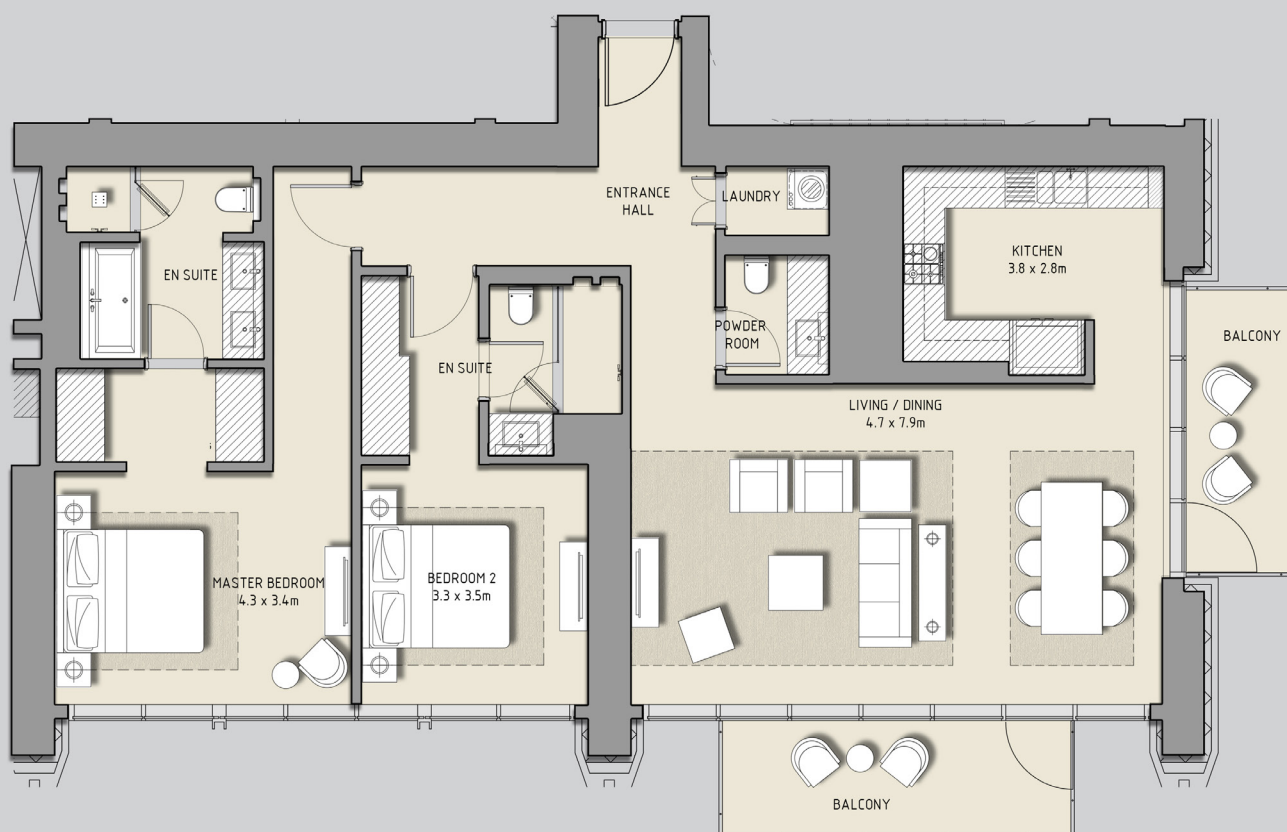 ENTRANCE
HALL
LAUNDRY
KITCHEN
3.8 x 2.8m
EN SUITE
POWDER
ROOM
BALCONY
EN SUITE
LIVING / DINING
4.7 x 7.9m
MASTER BEDROOM
4.3 x 3.4m
BEDROOM 2
3.3 x 3.5m
BALCONY